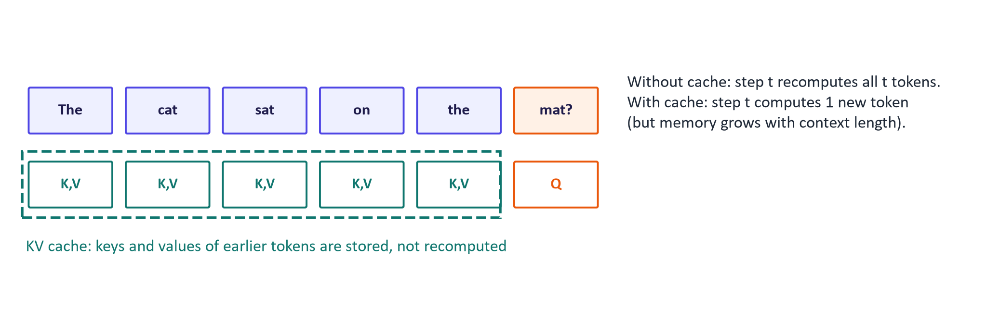 The cat sat on the mat?
K,V K,V K,V K,V K,V Q
KV cache: keys and values of earlier tokens are stored, not recomputed
Without cache: step t recomputes all t tokens.
With cache: step t computes 1 new token
(but memory grows with context length).